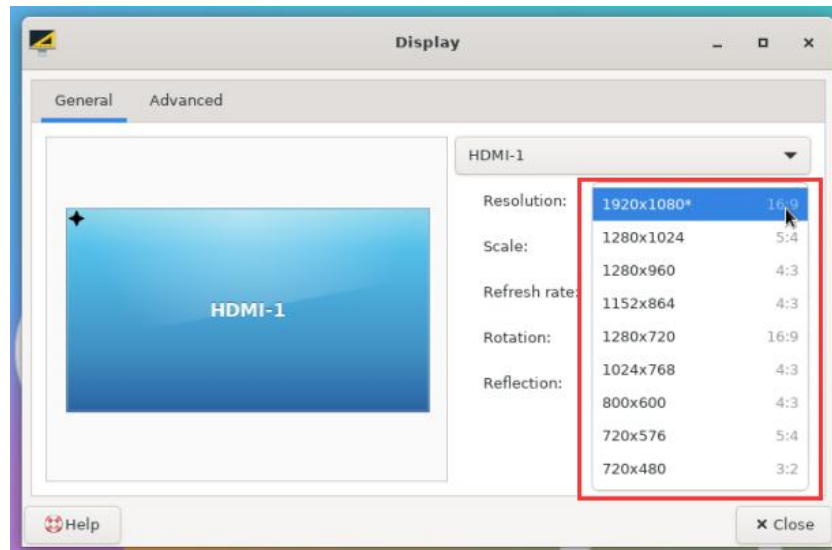 Display
General Advanced
HDMI-1
HDMI-1
Resolution:
Scale:
Refresh rate:
Rotation:
Reflection:
1920x1080* 16:9
1280x1024 5:4
1280x960 4:3
1152x864 4:3
1280x720 16:9
1024x768 4:3
800x600 4:3
720x576 5:4
720x480 3:2
Help
Close